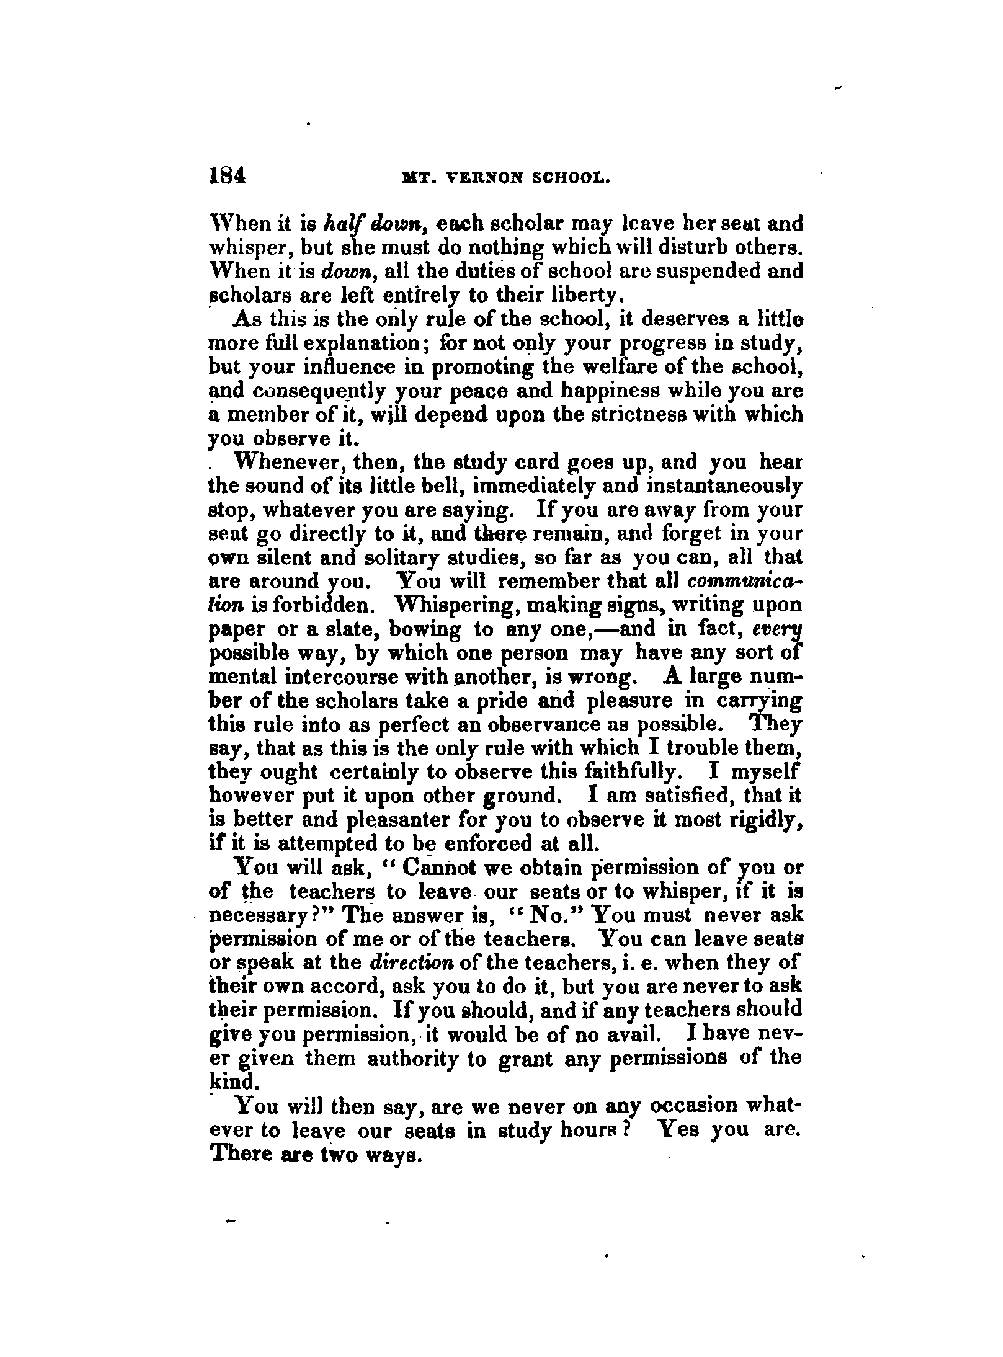 184 MT. VERNON SCHOOL.
When it is half down, each scholar may leave her seat and
whisper, but she must do nothing which will disturb others.
When it is down, all the duties of school are suspended and
scholars are left entirely to their liberty.
As this is the only rule of the school, it deserves a little
more full explanation; for not only your progress in study,
but your influence in promoting the welfare of the school,
and consequently your peace and happiness while you are
a member of it, will depend upon the strictness with which
you observe it.
Whenever, then, the study card goes up, and you hear
the sound of its little bell, immediately and instantaneously
stop, whatever you are saying. If you are away from your
seat go directly to it, and there remain, and forget in your
own silent and solitary studies, so far as you can, all that
are around you. You will remember that all communica-
tion is forbidden. Whispering, making signs, writing upon
paper or a slate, bowing to any one,—and in fact, every
possible way, by which one person may have any sort of
mental intercourse with another, is wrong. A large num-
ber of the scholars take a pride and pleasure in carrying
this rule into as perfect an observance as possible. They
say, that as this is the only rule with which I trouble them,
they ought certainly to observe this faithfully. I myself
however put it upon other ground. I am satisfied, that it
is better and pleasanter for you to observe it most rigidly,
if it is attempted to be enforced at all.
You will ask, "Cannot we obtain permission of you or
of the teachers to leave our seats or to whisper, if it is
necessary?" The answer is, "No." You must never ask
permission of me or of the teachers. You can leave seats
or speak at the direction of the teachers, i. e. when they of
their own accord, ask you to do it, but you are never to ask
their permission. If you should, and if any teachers should
give you permission, it would be of no avail. I have nev-
er given them authority to grant any permissions of the
kind.
You will then say, are we never on any occasion what-
ever to leave our seats in study hours? Yes you are.
There are two ways.